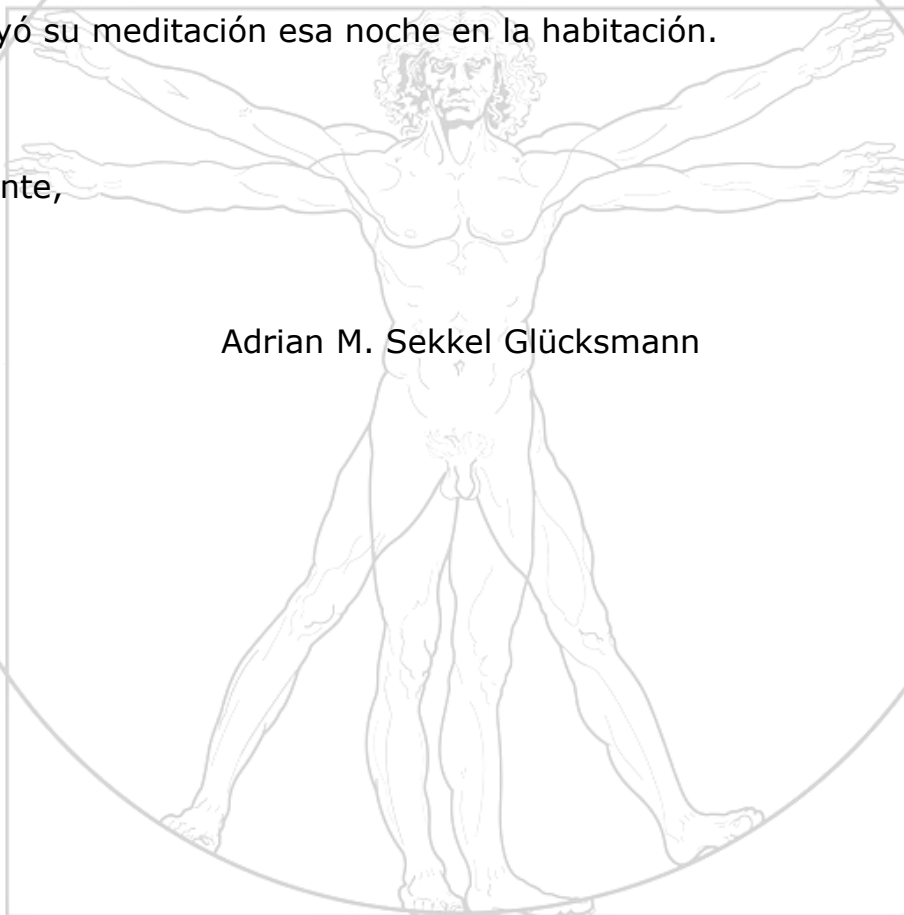 yó su meditación esa noche en la habitación.
nte,
Adrian M. Sekkel Glücksmann